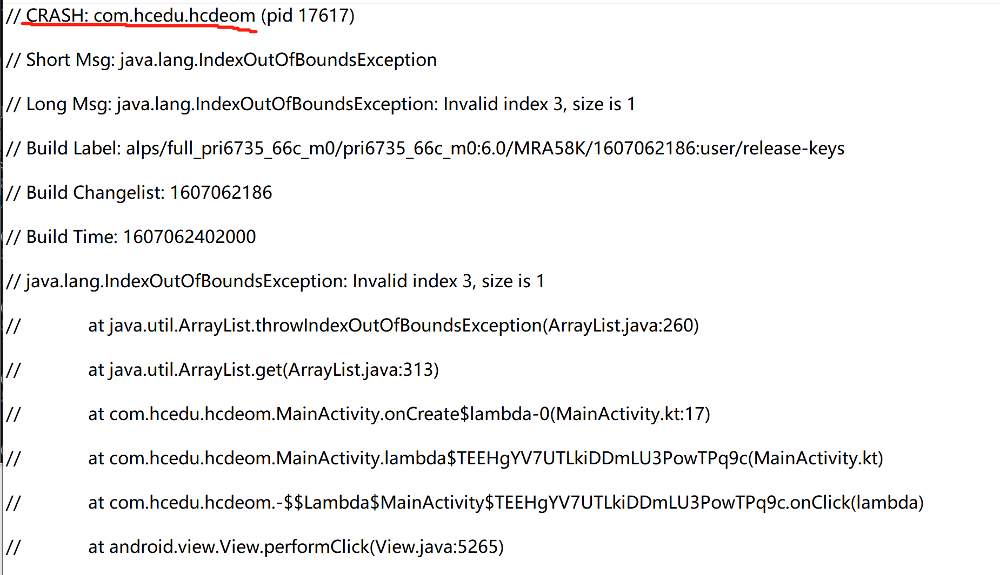 // CRASH: com.hcedu.hcdeom (pid 17617)
// Short Msg: java.lang.IndexOutOfBoundsException
// Long Msg: java.lang.IndexOutOfBoundsException: Invalid index 3, size is 1
// Build Label: alps/full_pri6735_66c_m0/pri6735_66c_m0:6.0/MRA58K/1607062186:user/release-keys
// Build Changelist: 1607062186
// Build Time: 1607062402000
// java.lang.IndexOutOfBoundsException: Invalid index 3, size is 1
// at java.util.ArrayList.throwIndexOutOfBoundsException(ArrayList.java:260)
// at java.util.ArrayList.get(ArrayList.java:313)
// at com.hcedu.hcdeom.MainActivity.onCreate$lambda-0(MainActivity.kt:17)
// at com.hcedu.hcdeom.MainActivity.lambda$TEEHgYV7UTLkiDDmLU3PowTPq9c(MainActivity.kt)
// at com.hcedu.hcdeom.-$$Lambda$MainActivity$TEEHgYV7UTLkiDDmLU3PowTPq9c.onClick(lambda)
// at android.view.View.performClick(View.java:5265)